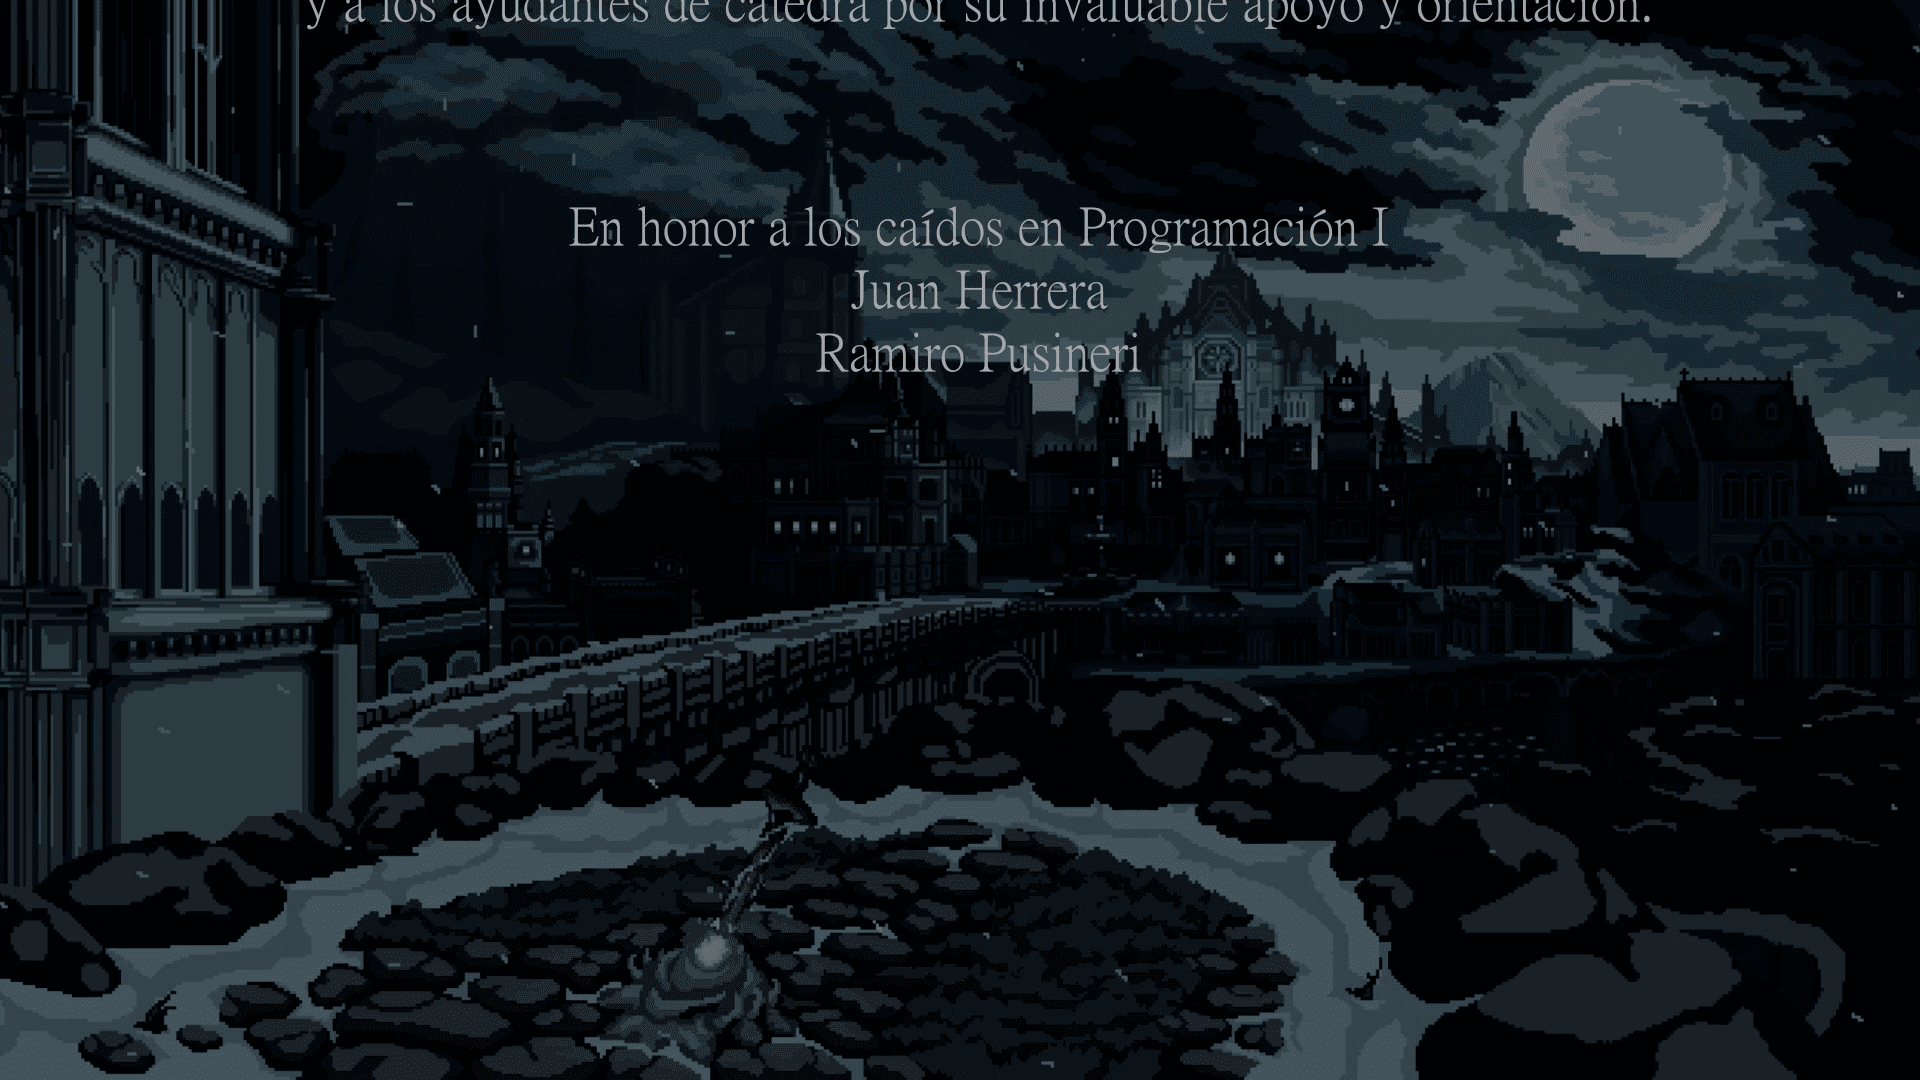 y a los ayudantes de cátedra por su invaluable apoyo y orientación.
En honor a los caídos en Programación I
Juan Herrera
Ramiro Pusineri